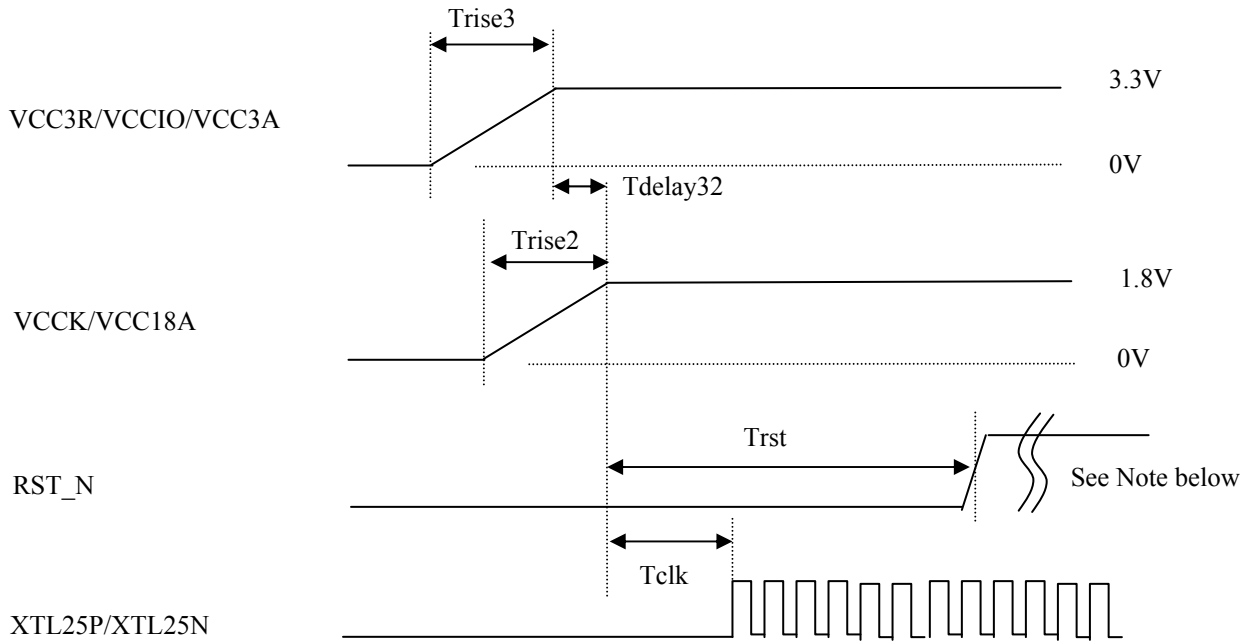 Trise3
3.3V
VCC3R/VCCIO/VCC3A
0V
Tdelay32
Trise2
1.8V
VCCK/VCC18A
0V
Trst
See Note below
RST_N
Tclk
XTL25P/XTL25N